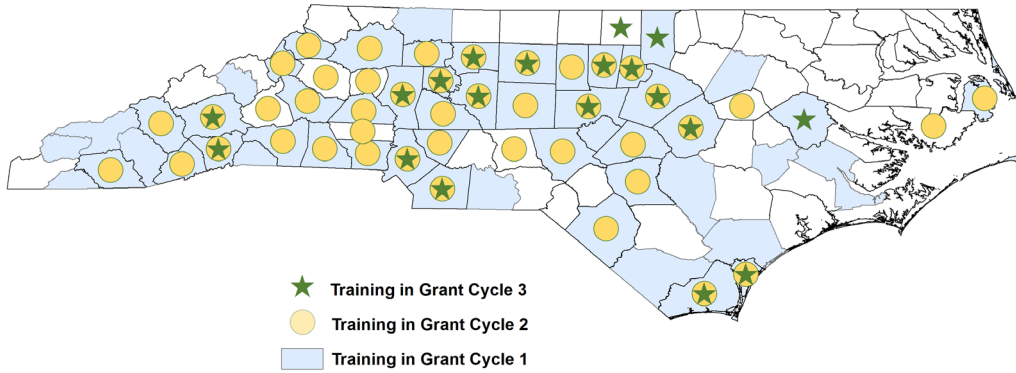 Training in Grant Cycle 3
Training in Grant Cycle 2
Training in Grant Cycle 1